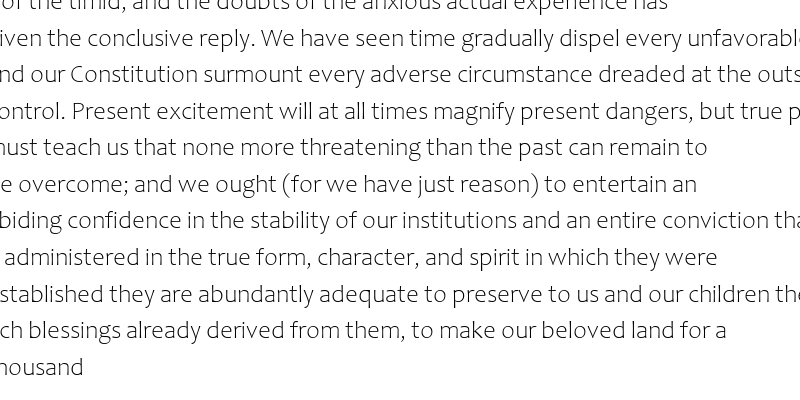 of the timid, and the doubts of the anxious actual experience has
iven the conclusive reply. We have seen time gradually dispel every unfavorabl
nd our Constitution surmount every adverse circumstance dreaded at the outs
ontrol. Present excitement will at all times magnify present dangers, but true p
nust teach us that none more threatening than the past can remain to
e overcome; and we ought (for we have just reason) to entertain an
biding confidence in the stability of our institutions and an entire conviction tha
administered in the true form, character, and spirit in which they were
stablished they are abundantly adequate to preserve to us and our children the
ch blessings already derived from them, to make our beloved land for a
housand